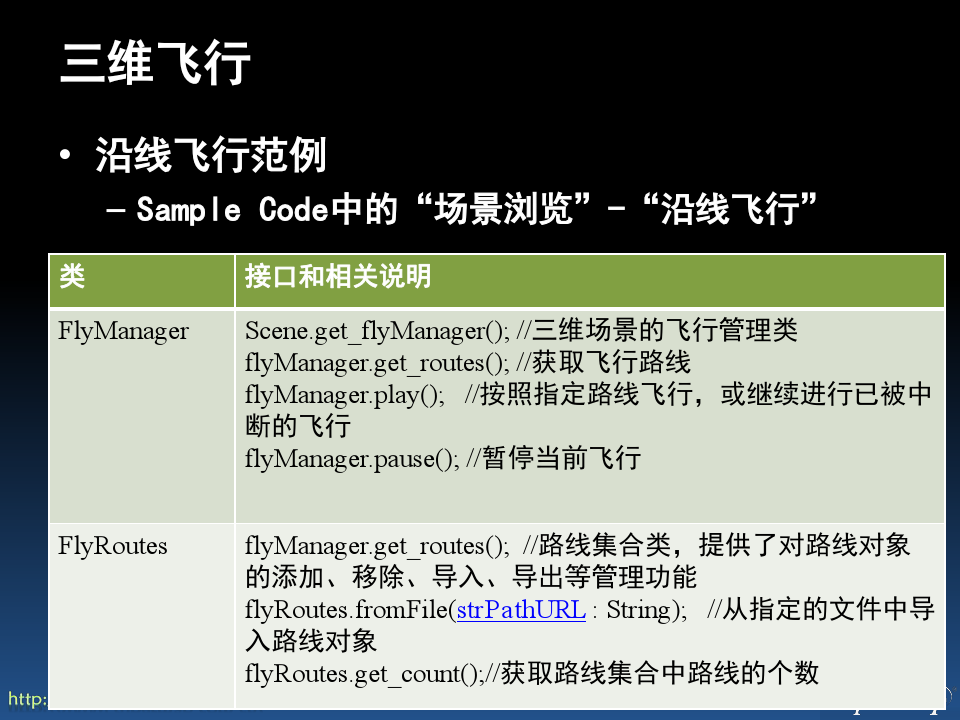 三维飞行
• 沿线飞行范例
– Sample Code中的“场景浏览”-“沿线飞行”
类
接口和相关说明
FlyManager
Scene.get_flyManager(); //三维场景的飞行管理类
flyManager.get_routes(); //获取飞行路线
flyManager.play(); //按照指定路线飞行，或继续进行已被中
断的飞行
flyManager.pause(); //暂停当前飞行
FlyRoutes
flyManager.get_routes(); //路线集合类，提供了对路线对象
的添加、移除、导入、导出等管理功能
flyRoutes.fromFile(strPathURL : String); //从指定的文件中导
入路线对象
flyRoutes.get_count();//获取路线集合中路线的个数
http: